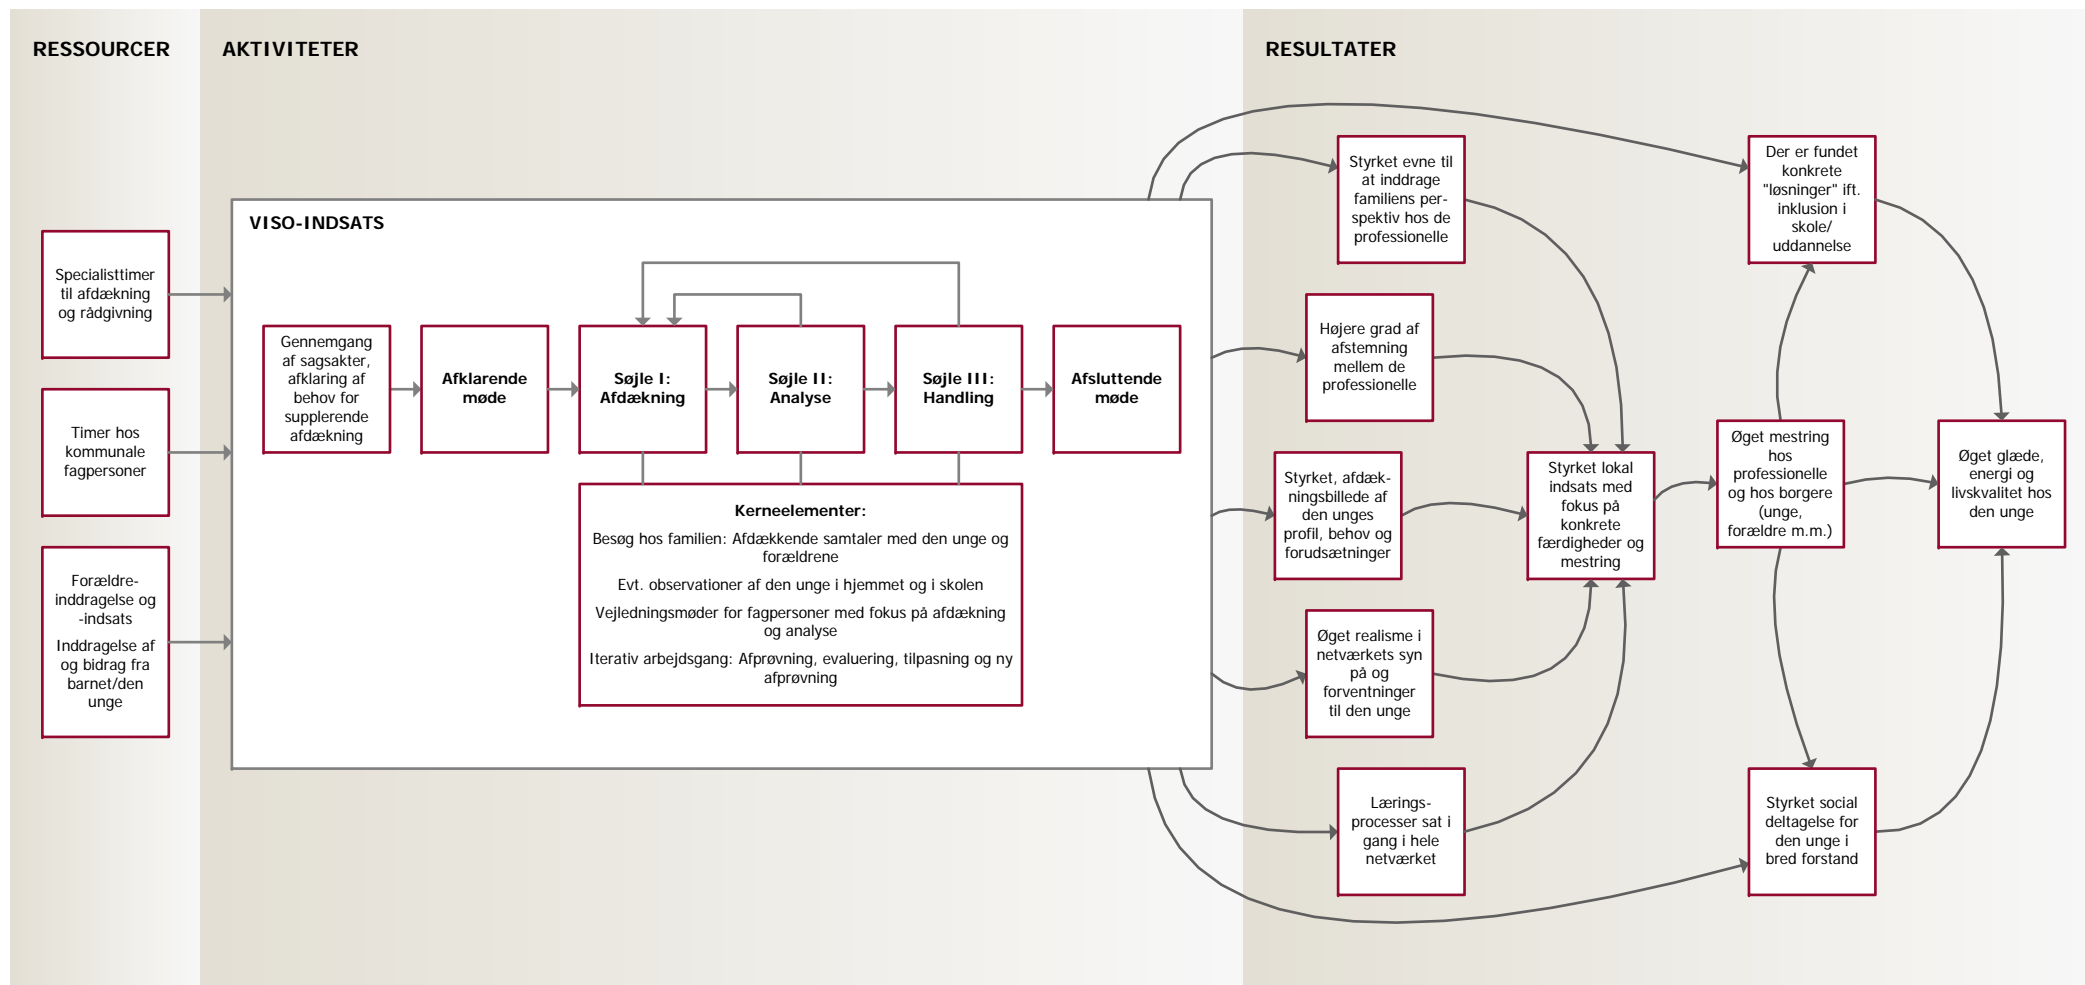 RESSOURCER
AKTIVITETER
RESULTATER
Specialisttimer
til afdækning
og rådgivning
Timer hos
kommunale
fagpersoner
Forældre-
inddragelse og
-indsats
Inddragelse af
og bidrag fra
barnet/den
unge
VISO-INDSATS
Gennemgang
af sagsakter,
afklaring af
behov for
supplerende
afdækning
Afklarende
møde
Søjle I:
Afdækning
Søjle II:
Analyse
Søjle III:
Handling
Afsluttende
møde
Kerneelementer:
Besøg hos familien: Afdækkende samtaler med den unge og
forældrene
Evt. observationer af den unge i hjemmet og i skolen
Vejledningsmøder for fagpersoner med fokus på afdækning
og analyse
Iterativ arbejdsgang: Afprøvning, evaluering, tilpasning og ny
afprøvning
Styrket evne til
at inddrage
familiens per-
spektiv hos de
professionelle
Højere grad af
afstemning
mellem de
professionelle
Styrket, afdæk-
ningsbillede af
den unges
profil, behov og
forudsætninger
Øget realisme i
netværkets syn
på og
forventninger
til den unge
Lærings-
processer sat i
gang i hele
netværket
Styrket lokal
indsats med
fokus på
konkrete
færdigheder og
mestring
Der er fundet
konkrete
"løsninger" ift.
inklusion i
skole/
uddannelse
Øget mestring
hos
professionelle
og hos borgere
(unge,
forældre m.m.)
Styrket social
deltagelse for
den unge i
bred forstand
Øget glæde,
energi og
livskvalitet hos
den unge